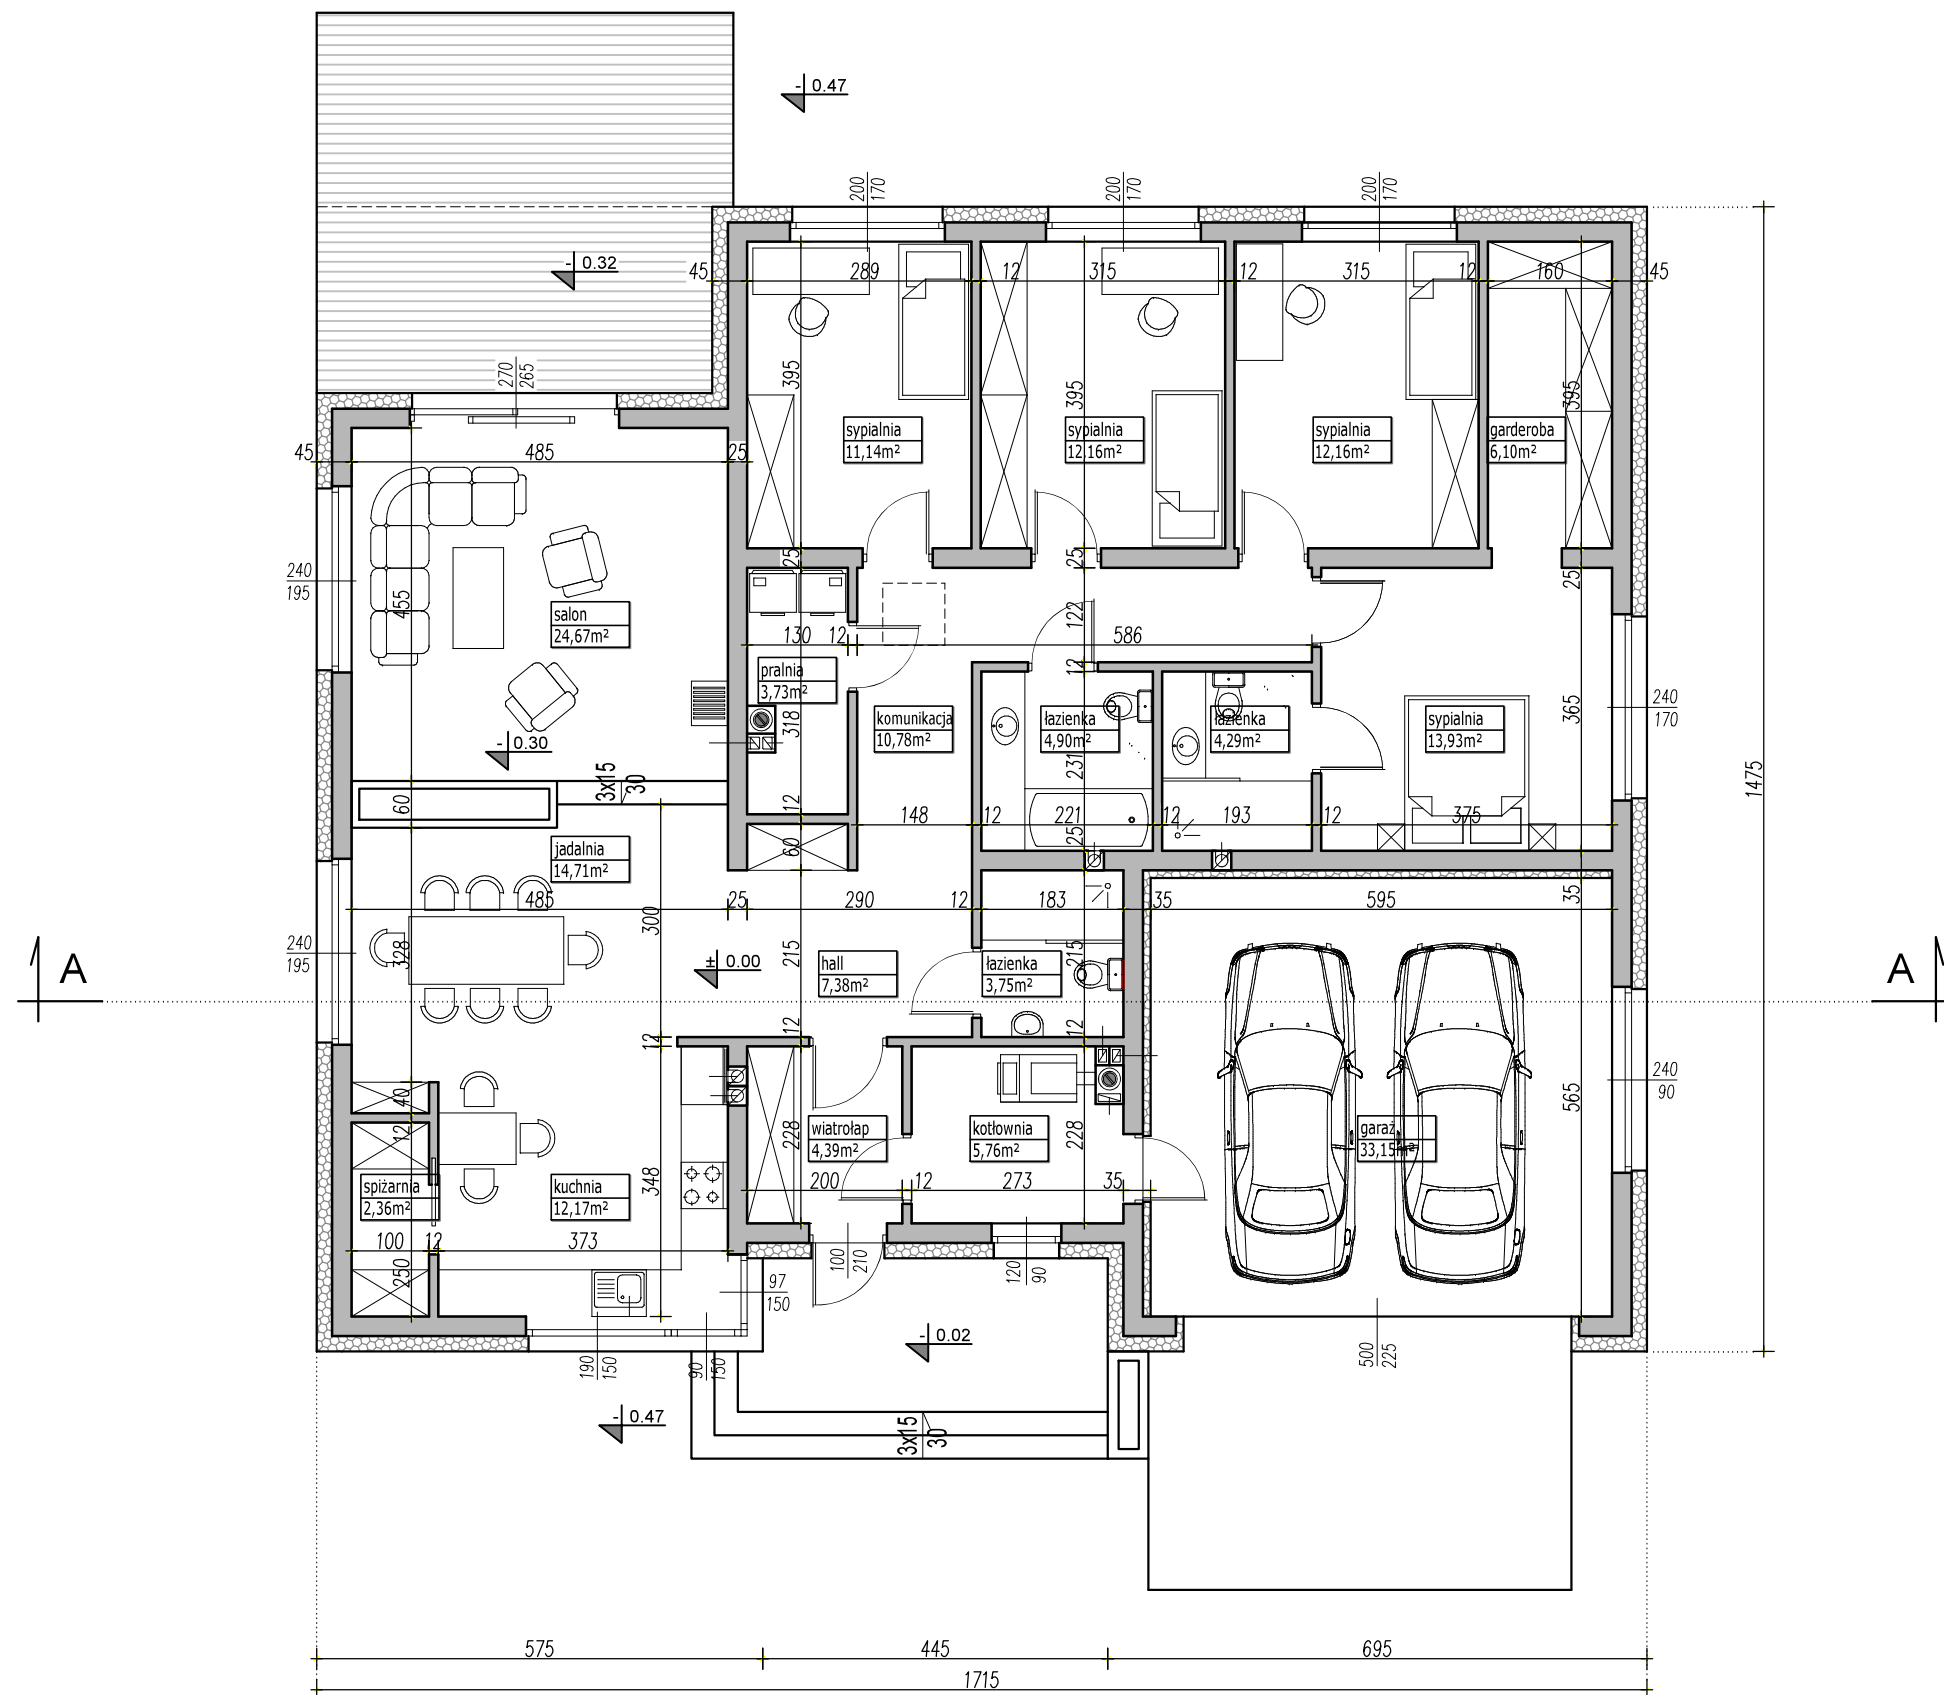 - 0.47
200
170
200
170
200
170
- 0.32
45
289
12
315
12
315
12
160
45
270
265
395
395
395
sypialnia
11,14m²
sypialnia
12,16m²
sypialnia
12,16m²
garderoba
6,10m²
45
485
25
25
25
25
240
195
455
salon
24,67m²
122
130
12
586
pralnia
3,73m²
12
318
komunikacja
10,78m²
łazienka
4,90m²
łazienka
4,29m²
sypialnia
13,93m²
365
240
170
- 0.30
231
3x15
30
60
12
148
12
221
12
193
12
375
1475
jadalnia
14,71m²
60
25
485
25
290
12
183
35
595
35
300
240
195
328
± 0.00
215
hall
7,38m²
łazienka
3,75m²
215
A
A
12
12
12
240
90
40
12
565
wiatrołap
4,39m²
228
kotłownia
5,76m²
228
garaż
33,15m²
spiżarnia
2,36m²
kuchnia
12,17m²
348
200
12
273
35
100
12
373
250
100
210
120
90
97
150
- 0.02
190
150
90
150
500
225
- 0.47
3x15
30
575
445
695
1715